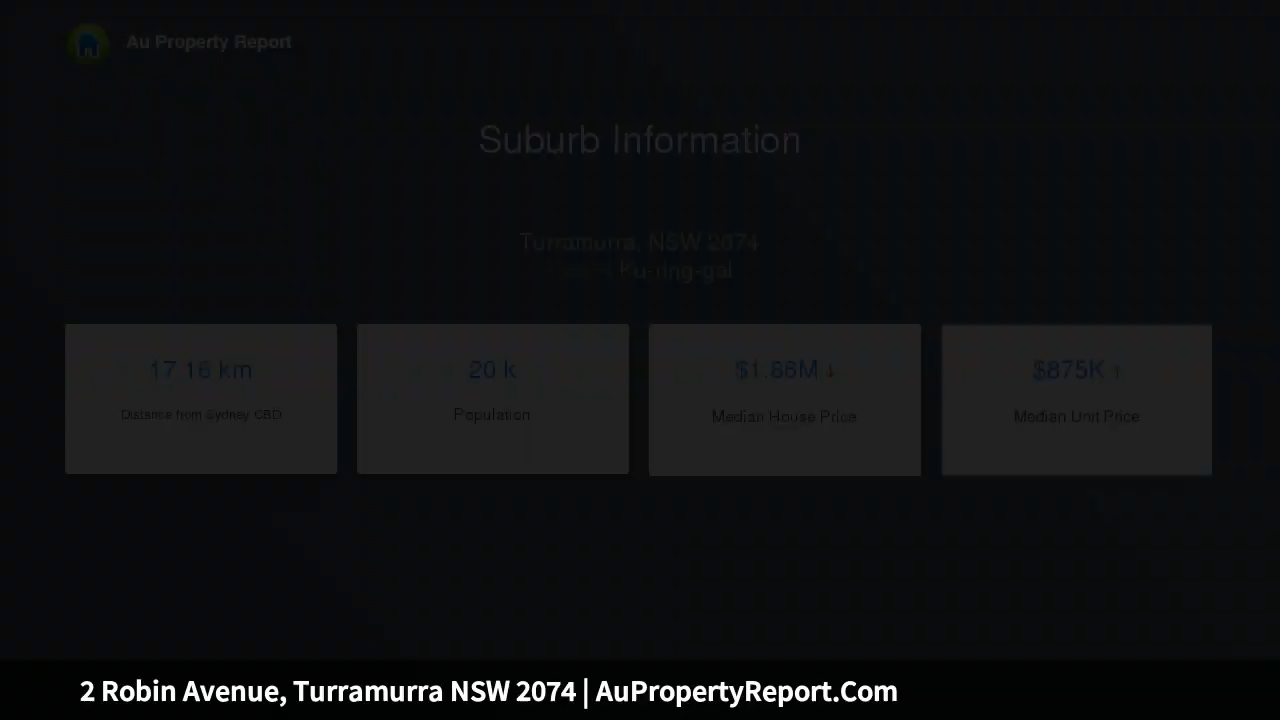 Au Property Report
Suburb Information
Turramurra, NSW 2074
Ku-ring-gai
17.16 km
Distance from Sydney CBD
20 k
Population
$1.86M ↓
Median House Price
$875K ↑
Median Unit Price
2 Robin Avenue, Turramurra NSW 2074 | AuPropertyReport.Com